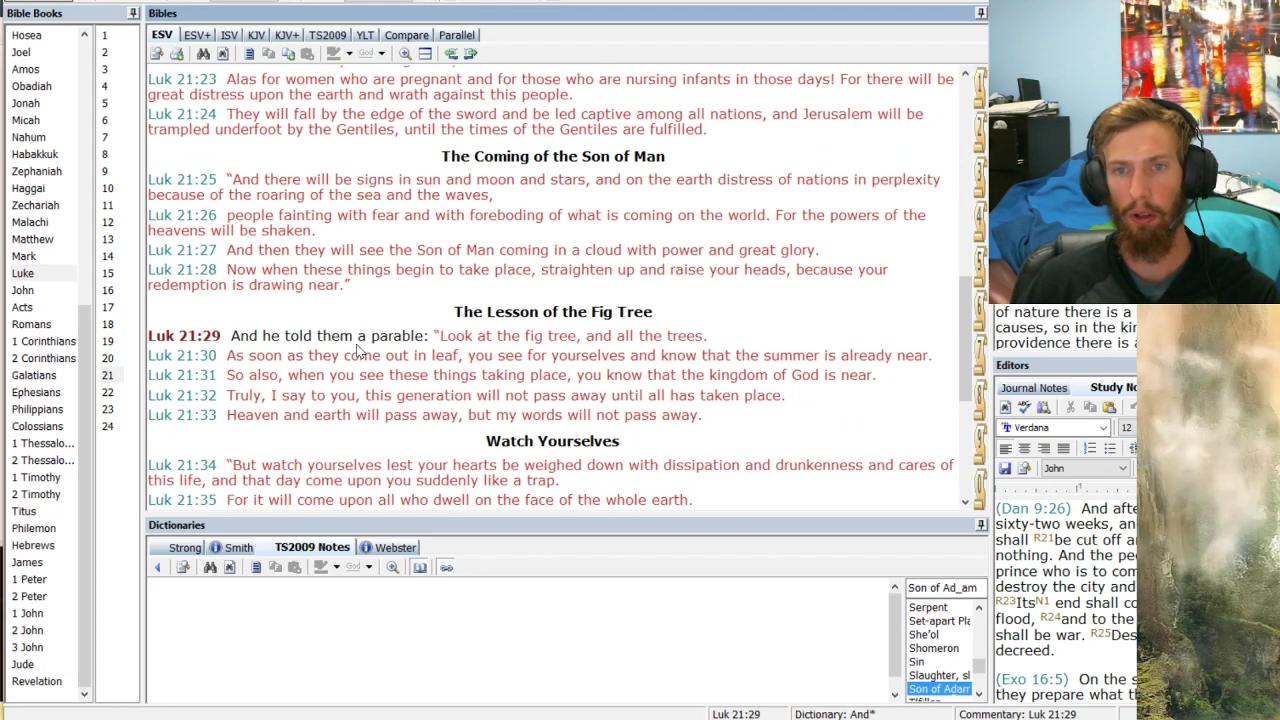 Bible Books
Bibles
Hosea
Joel
Amos
Obadiah
Jonah
Micah
Nahum
Habakkuk
Zephaniah
Haggai
Zechariah
Malachi
Matthew
Mark
Luke
John
Acts
Romans
1 Corinthians
2 Corinthians
Galatians
Ephesians
Philippians
Colossians
1 Thessalo...
2 Thessalo...
1 Timothy
2 Timothy
Titus
Philemon
Hebrews
James
1 Peter
2 Peter
1 John
2 John
3 John
Jude
Revelation
1
2
3
4
5
6
7
8
9
10
11
12
13
14
15
16
17
18
19
20
21
22
23
24
ESV ESV+ ISV KJV KJV+ TS2009 YLT Compare Parallel
Luk 21:23 Alas for women who are pregnant and for those who are nursing infants in those days! For there will be
great distress upon the earth and wrath against this people.
Luk 21:24 They will fall by the edge of the sword and be led captive among all nations, and Jerusalem will be
trampled underfoot by the Gentiles, until the times of the Gentiles are fulfilled.
The Coming of the Son of Man
Luk 21:25 “And there will be signs in sun and moon and stars, and on the earth distress of nations in perplexity
because of the roaring of the sea and the waves,
Luk 21:26 people fainting with fear and with foreboding of what is coming on the world. For the powers of the
heavens will be shaken.
Luk 21:27 And then they will see the Son of Man coming in a cloud with power and great glory.
Luk 21:28 Now when these things begin to take place, straighten up and raise your heads, because your
redemption is drawing near.”
The Lesson of the Fig Tree
Luk 21:29 And he told them a parable: “Look at the fig tree, and all the trees.
Luk 21:30 As soon as they come out in leaf, you see for yourselves and know that the summer is already near.
Luk 21:31 So also, when you see these things taking place, you know that the kingdom of God is near.
Luk 21:32 Truly, I say to you, this generation will not pass away until all has taken place.
Luk 21:33 Heaven and earth will pass away, but my words will not pass away.
Watch Yourselves
Luk 21:34 “But watch yourselves lest your hearts be weighed down with dissipation and drunkenness and cares of
this life, and that day come upon you suddenly like a trap.
Luk 21:35 For it will come upon all who dwell on the face of the whole earth.
Dictionaries
Strong Smith TS2009 Notes Webster
God
Son of Ad_am
Serpent
Set-apart Pla
She'ol
Shomeron
Sin
Slaughter, sl
Son of Adam
of nature there is a
causes, so in the kin
providence there is a
Editors
Journal Notes Study No
Verdana 12
John
1
(Dan 9:26) And afte
sixty-two weeks, an
shall R21be cut off a
nothing. And the pe
prince who is to com
destroy the city and
R23ItsN1 end shall co
flood, R24and to the
shall be war. R25Des
decreed.
(Exo 16:5) On the s
they prepare what t
Luk 21:29 Dictionary: And* Commentary: Luk 21:29